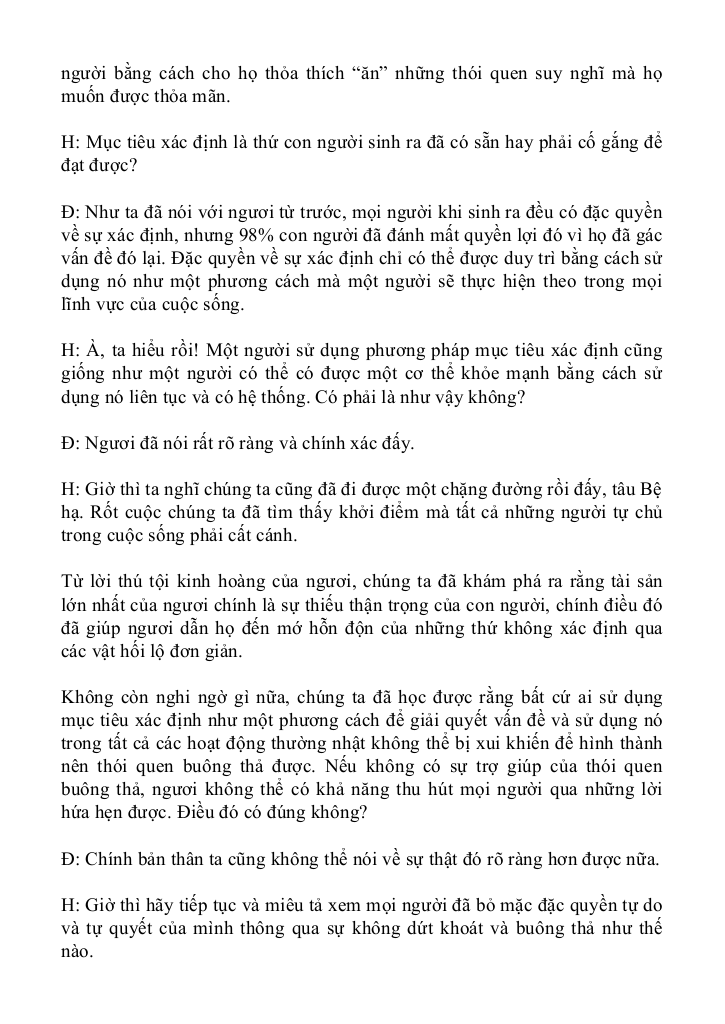 người bằng cách cho họ thỏa thích “ăn” những thói quen suy nghĩ mà họ
muốn được thỏa mãn.
H: Mục tiêu xác định là thứ con người sinh ra đã có sẵn hay phải cố gắng để
đạt được?
Đ: Như ta đã nói với ngươi từ trước, mọi người khi sinh ra đều có đặc quyền
về sự xác định, nhưng 98% con người đã đánh mất quyền lợi đó vì họ đã gác
vấn đề đó lại. Đặc quyền về sự xác định chỉ có thể được duy trì bằng cách sử
dụng nó như một phương cách mà một người sẽ thực hiện theo trong mọi
lĩnh vực của cuộc sống.
H: À, ta hiểu rồi! Một người sử dụng phương pháp mục tiêu xác định cũng
giống như một người có thể có được một cơ thể khỏe mạnh bằng cách sử
dụng nó liên tục và có hệ thống. Có phải là như vậy không?
Đ: Ngươi đã nói rất rõ ràng và chính xác đấy.
H: Giờ thì ta nghĩ chúng ta cũng đã đi được một chặng đường rồi đấy, tâu Bệ
hạ. Rốt cuộc chúng ta đã tìm thấy khởi điểm mà tất cả những người tự chủ
trong cuộc sống phải cất cánh.
Từ lời thú tội kinh hoàng của ngươi, chúng ta đã khám phá ra rằng tài sản
lớn nhất của ngươi chính là sự thiếu thận trọng của con người, chính điều đó
đã giúp ngươi dẫn họ đến mớ hỗn độn của những thứ không xác định qua
các vật hối lộ đơn giản.
Không còn nghi ngờ gì nữa, chúng ta đã học được rằng bất cứ ai sử dụng
mục tiêu xác định như một phương cách để giải quyết vấn đề và sử dụng nó
trong tất cả các hoạt động thường nhật không thể bị xui khiến để hình thành
nên thói quen buông thả được. Nếu không có sự trợ giúp của thói quen
buông thả, ngươi không thể có khả năng thu hút mọi người qua những lời
hứa hẹn được. Điều đó có đúng không?
Đ: Chính bản thân ta cũng không thể nói về sự thật đó rõ ràng hơn được nữa.
H: Giờ thì hãy tiếp tục và miêu tả xem mọi người đã bỏ mặc đặc quyền tự do
và tự quyết của mình thông qua sự không dứt khoát và buông thả như thế
nào.